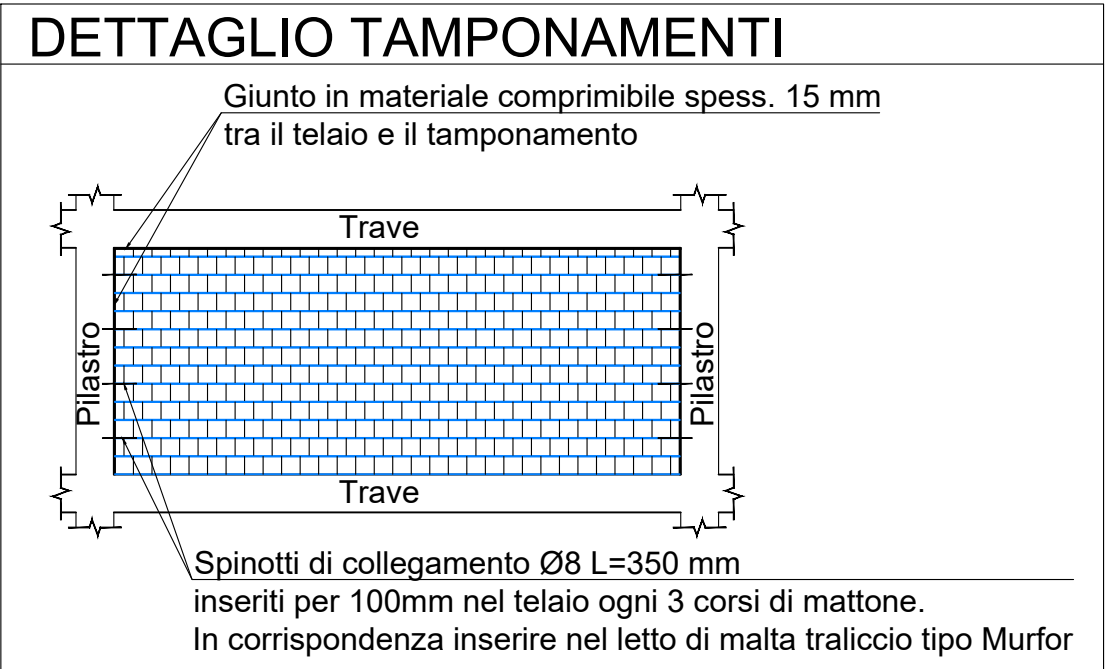 DETTAGLIO TAMPONAMENTI
Giunto in materiale comprimibile spess. 15 mm
tra il telaio e il tamponamento
Trave
Pilastro
Pilastro
Trave
Spinotti di collegamento Ø8 L=350 mm
inseriti per 100mm nel telaio ogni 3 corsi di mattone.
In corrispondenza inserire nel letto di malta traliccio tipo Murfor